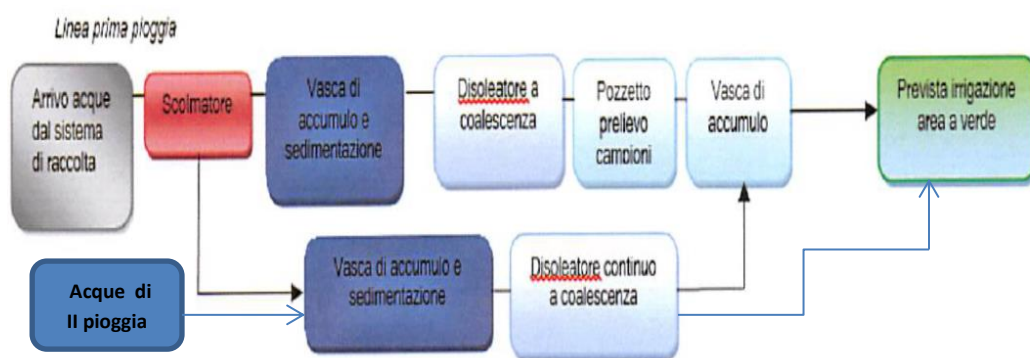 Linea prima pioggia
Arrivo acque
dal sistema
di raccolta
Scolmatore
Vasca di
accumulo e
sedimentazione
Disoleatore a
coalescenza
Pozzetto
prelievo
campioni
Vasca di
accumulo
Prevista irrigazione
area a verde
Acque di
II pioggia
Vasca di accumulo e
sedimentazione
Disoleatore continuo
a coalescenza